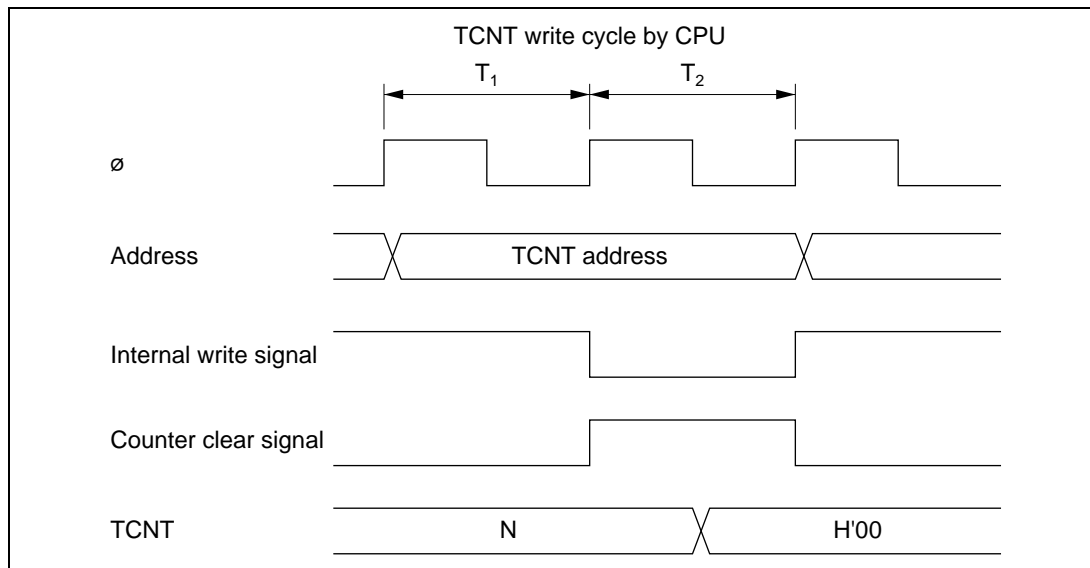 TCNT write cycle by CPU
T₁ T₂
ø
Address TCNT address
Internal write signal
Counter clear signal
TCNT N H'00